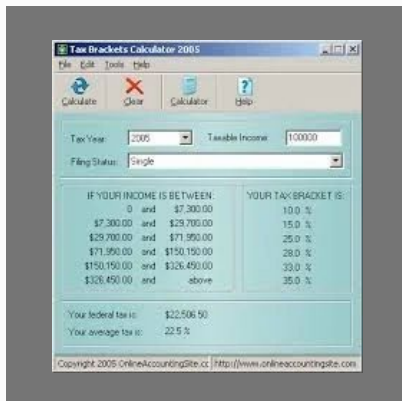 Tax Brackets Calculator 2005
File Edit Tools Help
Calculate Clear Calculator Help
Tax Year: 2005 Taxable Income: 100000
Filing Status: Single
IF YOUR INCOME IS BETWEEN: YOUR TAX BRACKET IS:
0 and $7,300.00 10.0 %
$7,300.00 and $29,700.00 15.0 %
$29,700.00 and $71,950.00 25.0 %
$71,950.00 and $150,150.00 28.0 %
$150,150.00 and $326,450.00 33.0 %
$326,450.00 and above 35.0 %
Your federal tax is: $22,506.50
Your average tax is: 22.5 %
Copyright 2005 OnlineAccountingSite.cc http://www.onlineaccountingsite.com